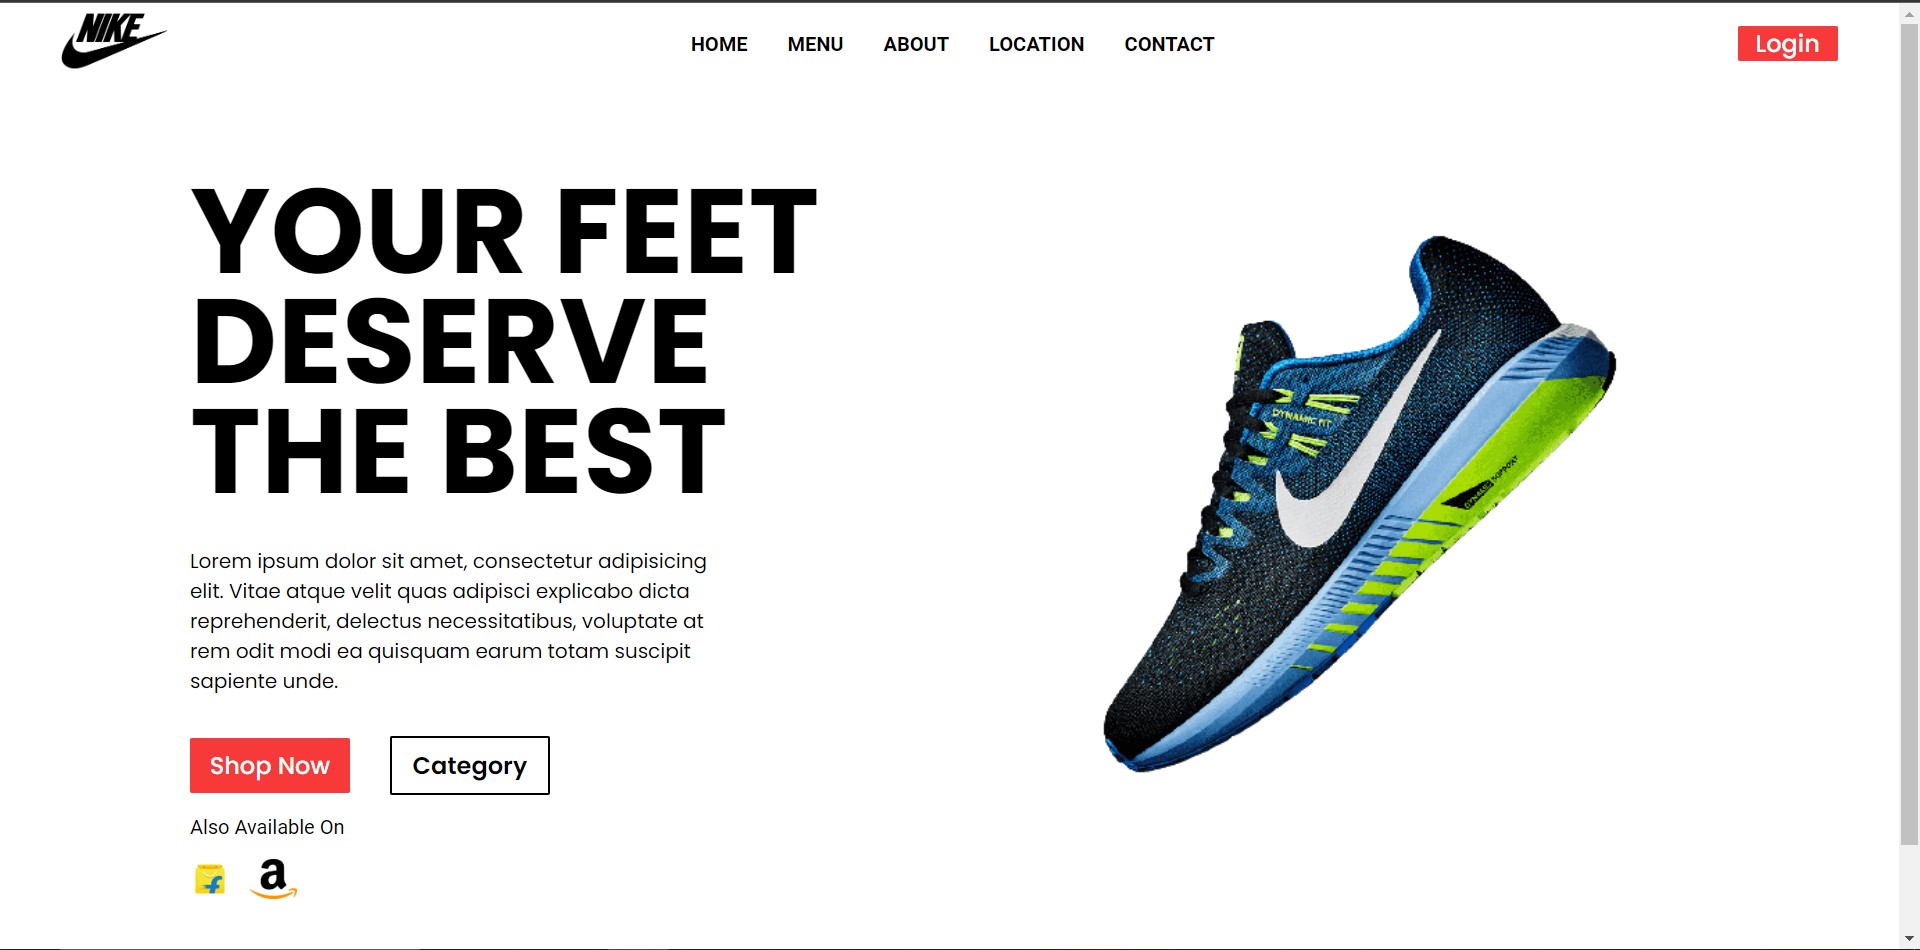 NIKE
HOME MENU ABOUT LOCATION CONTACT
Login
YOUR FEET
DESERVE
THE BEST
Lorem ipsum dolor sit amet, consectetur adipisicing
elit. Vitae atque velit quas adipisci explicabo dicta
reprehenderit, delectus necessitatibus, voluptate at
rem odit modi ea quisquam earum totam suscipit
sapiente unde.
Shop Now
Category
Also Available On
a
DYNAMIC FIT
DYNAMIC SUPPORT